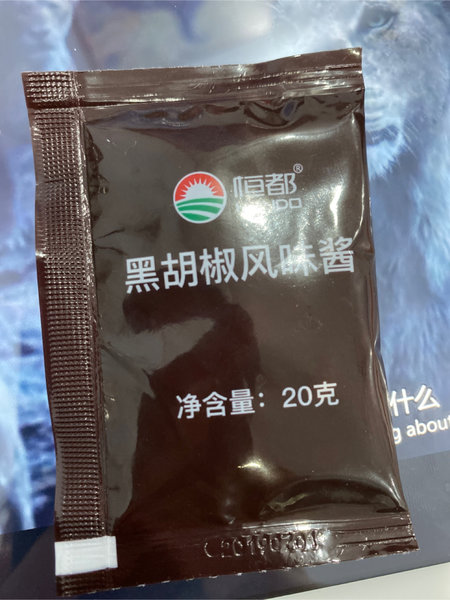 恒都®
黑胡椒风味酱
净含量：20克
什么
g about